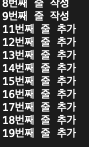 8번째 줄 작성
9번째 줄 작성
11번째 줄 추가
12번째 줄 추가
13번째 줄 추가
14번째 줄 추가
15번째 줄 추가
16번째 줄 추가
17번째 줄 추가
18번째 줄 추가
19번째 줄 추가